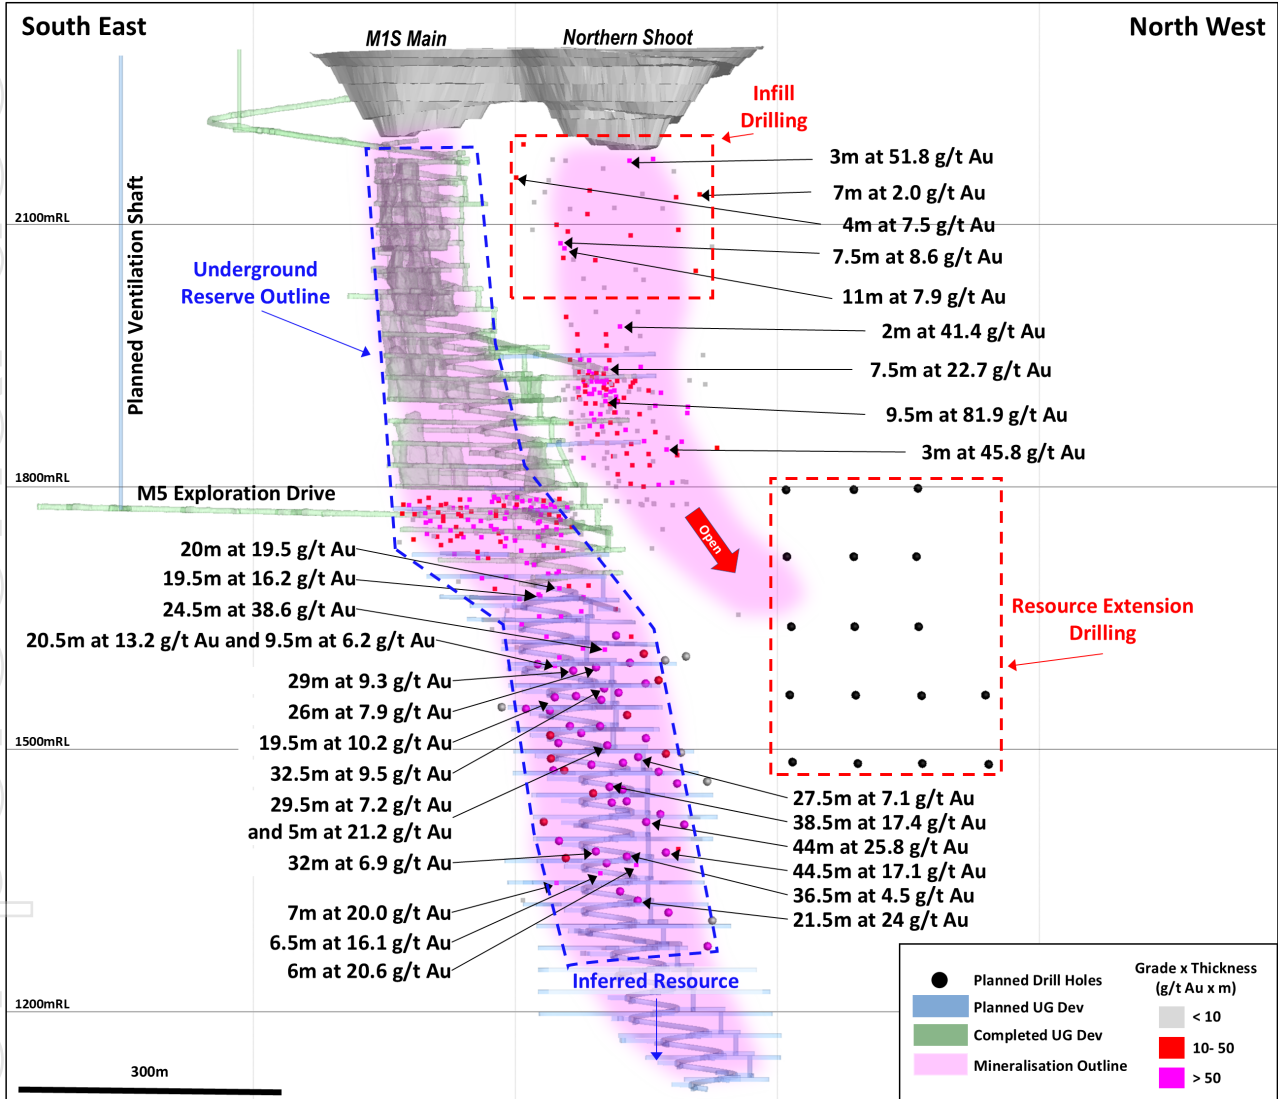 South East
North West
M1S Main
Northern Shoot
Infill
Drilling
3m at 51.8 g/t Au
7m at 2.0 g/t Au
4m at 7.5 g/t Au
7.5m at 8.6 g/t Au
11m at 7.9 g/t Au
2m at 41.4 g/t Au
7.5m at 22.7 g/t Au
9.5m at 81.9 g/t Au
3m at 45.8 g/t Au
2100mRL
Planned Ventilation Shaft
Underground
Reserve Outline
1800mRL
M5 Exploration Drive
Open
20m at 19.5 g/t Au
19.5m at 16.2 g/t Au
24.5m at 38.6 g/t Au
20.5m at 13.2 g/t Au and 9.5m at 6.2 g/t Au
29m at 9.3 g/t Au
26m at 7.9 g/t Au
19.5m at 10.2 g/t Au
32.5m at 9.5 g/t Au
29.5m at 7.2 g/t Au
and 5m at 21.2 g/t Au
32m at 6.9 g/t Au
7m at 20.0 g/t Au
6.5m at 16.1 g/t Au
6m at 20.6 g/t Au
Resource Extension
Drilling
1500mRL
27.5m at 7.1 g/t Au
38.5m at 17.4 g/t Au
44m at 25.8 g/t Au
44.5m at 17.1 g/t Au
36.5m at 4.5 g/t Au
21.5m at 24 g/t Au
Inferred Resource
1200mRL
300m
Planned Drill Holes
Planned UG Dev
Completed UG Dev
Mineralisation Outline
Grade x Thickness
(g/t Au x m)
< 10
10- 50
> 50